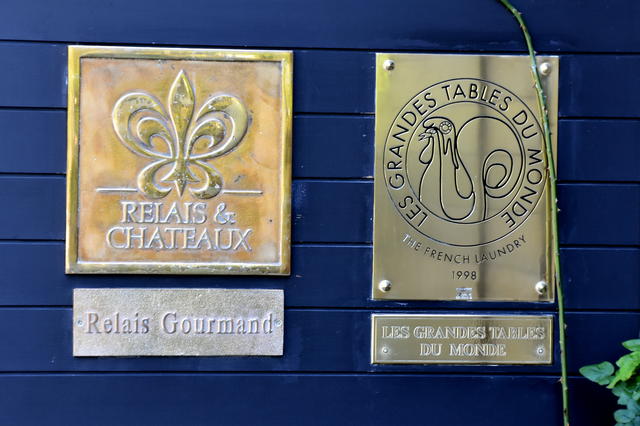 RELAIS &
CHATEAUX
Relais Gourmand
LES GRANDES TABLES DU MONDE
THE FRENCH LAUNDRY
1998
LES GRANDES TABLES
DU MONDE